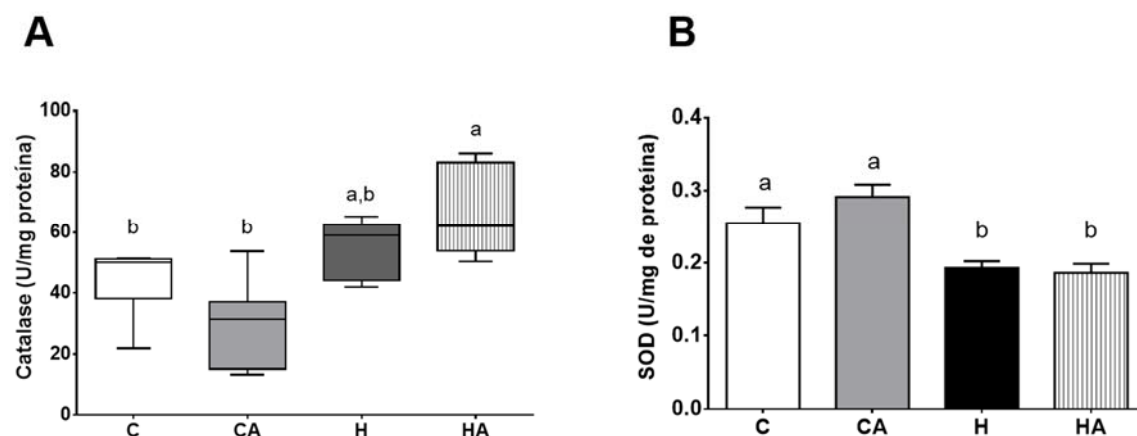 A
Catalase (U/mg proteína)
100
80
60
40
20
0
b
b
a,b
a
C
CA
H
HA
B
SOD (U/mg de proteína)
0.4
0.3
0.2
0.1
0.0
a
a
b
b
C
CA
H
HA